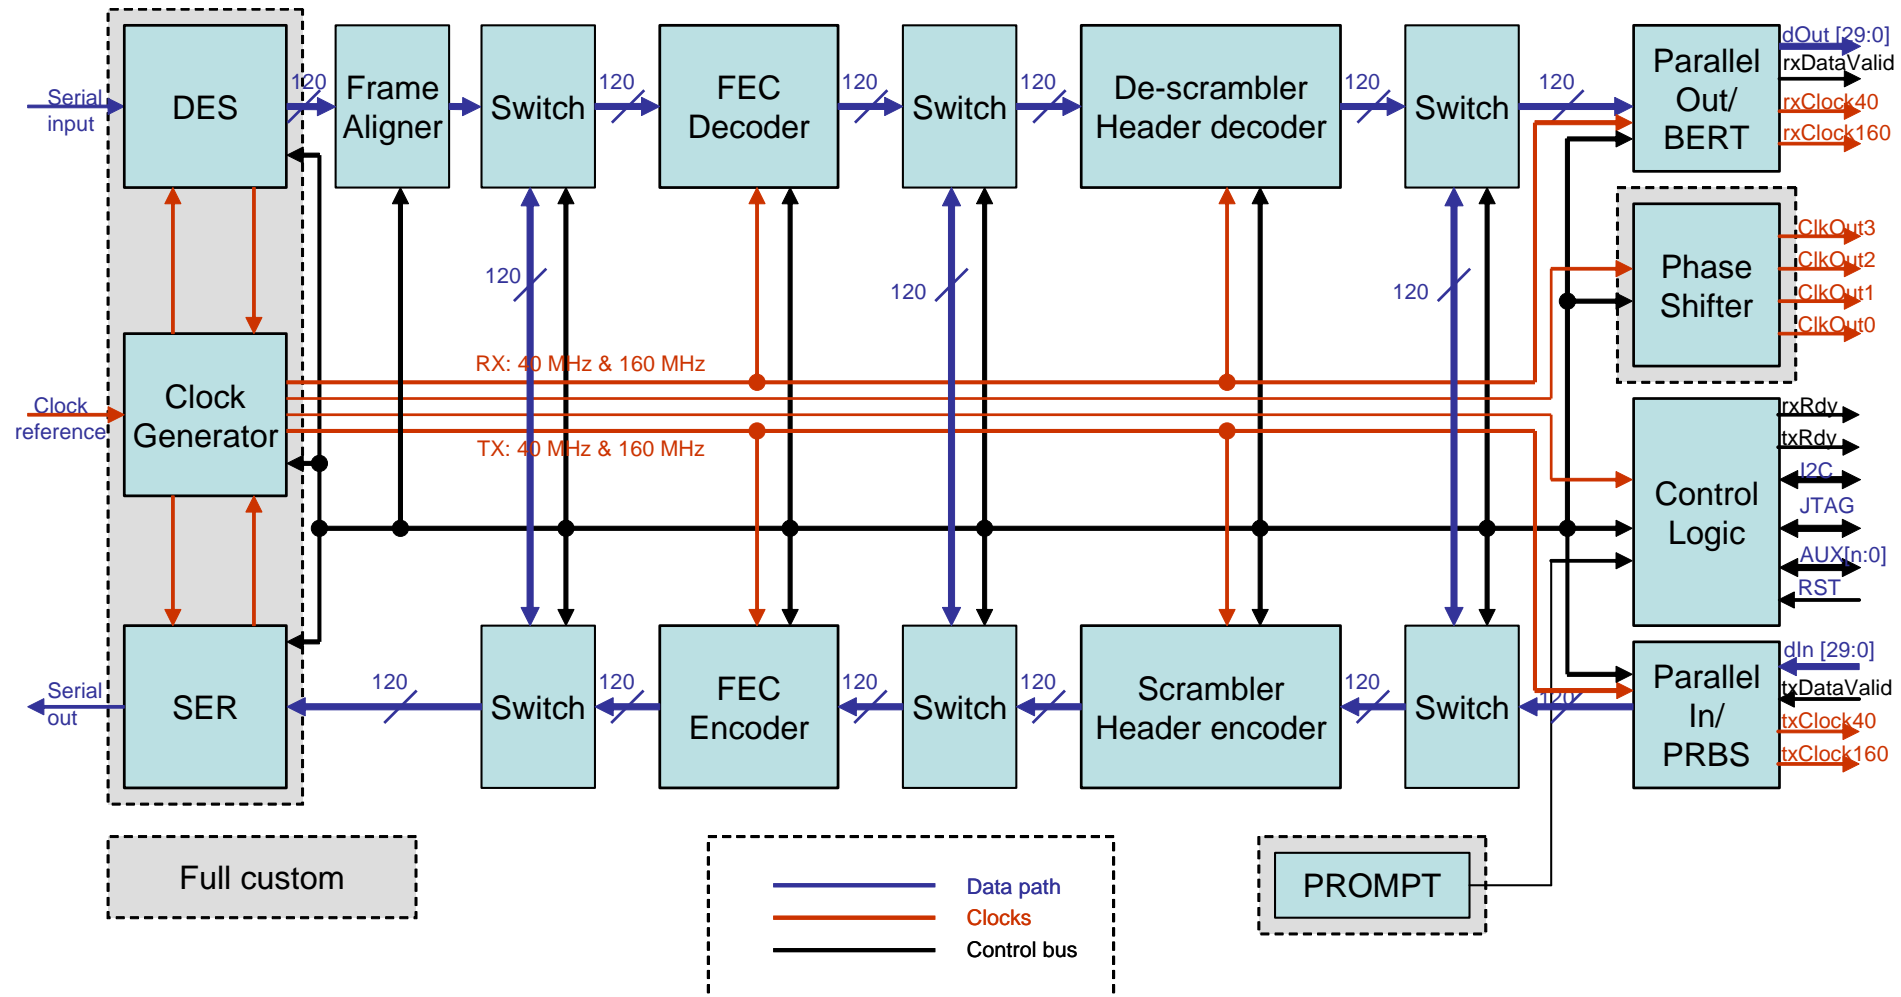 Serial
input
DES
120
Frame
Aligner
Switch
120
FEC
Decoder
120
Switch
120
De-scrambler
Header decoder
120
Switch
120
Parallel
Out/
BERT
dOut [29:0]
rxDataValid
rxClock40
rxClock160
120
120
120
Phase
Shifter
ClkOut3
ClkOut2
ClkOut1
ClkOut0
Clock
reference
Clock
Generator
RX: 40 MHz & 160 MHz
TX: 40 MHz & 160 MHz
Control
Logic
rxRdy
txRdy
I2C
JTAG
AUX[n:0]
RST
Serial
out
SER
120
Switch
120
FEC
Encoder
120
Switch
120
Scrambler
Header encoder
120
Switch
120
Parallel
In/
PRBS
dIn [29:0]
txDataValid
txClock40
txClock160
Full custom
Data path
Clocks
Control bus
PROMPT